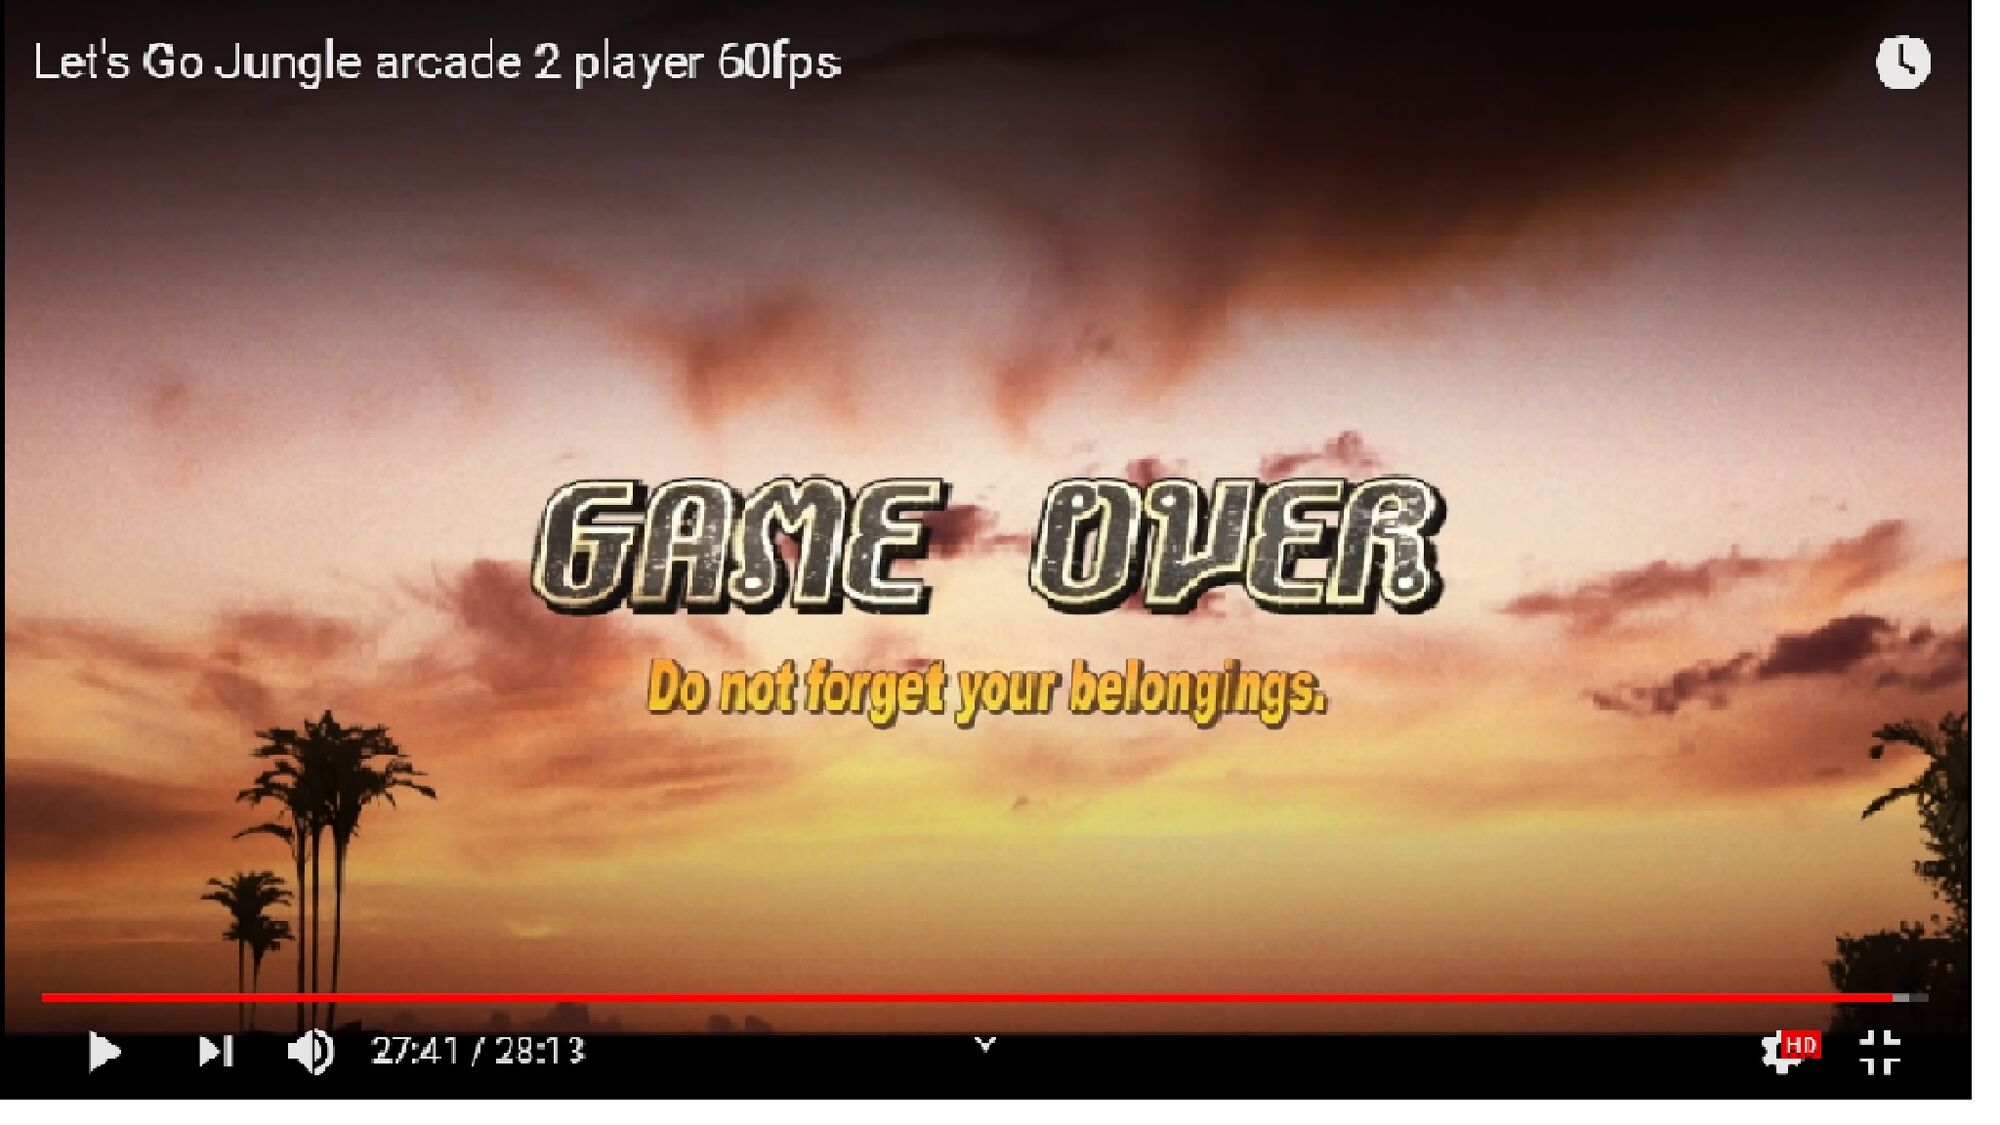 Let's Go Jungle arcade 2 player 60fps
GAME OVER
Do not forget your belongings.
27:41 / 28:13
HD